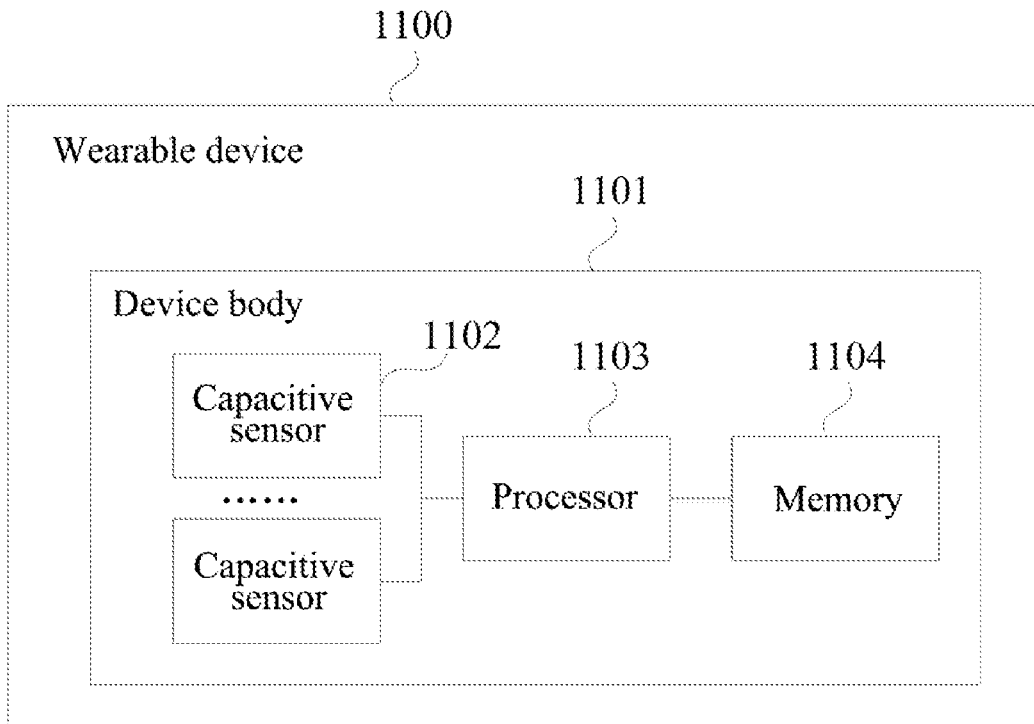 1100
Wearable device
1101
Device body
1102
1103
1104
Capacitive
sensor
......
Capacitive
sensor
Processor
Memory